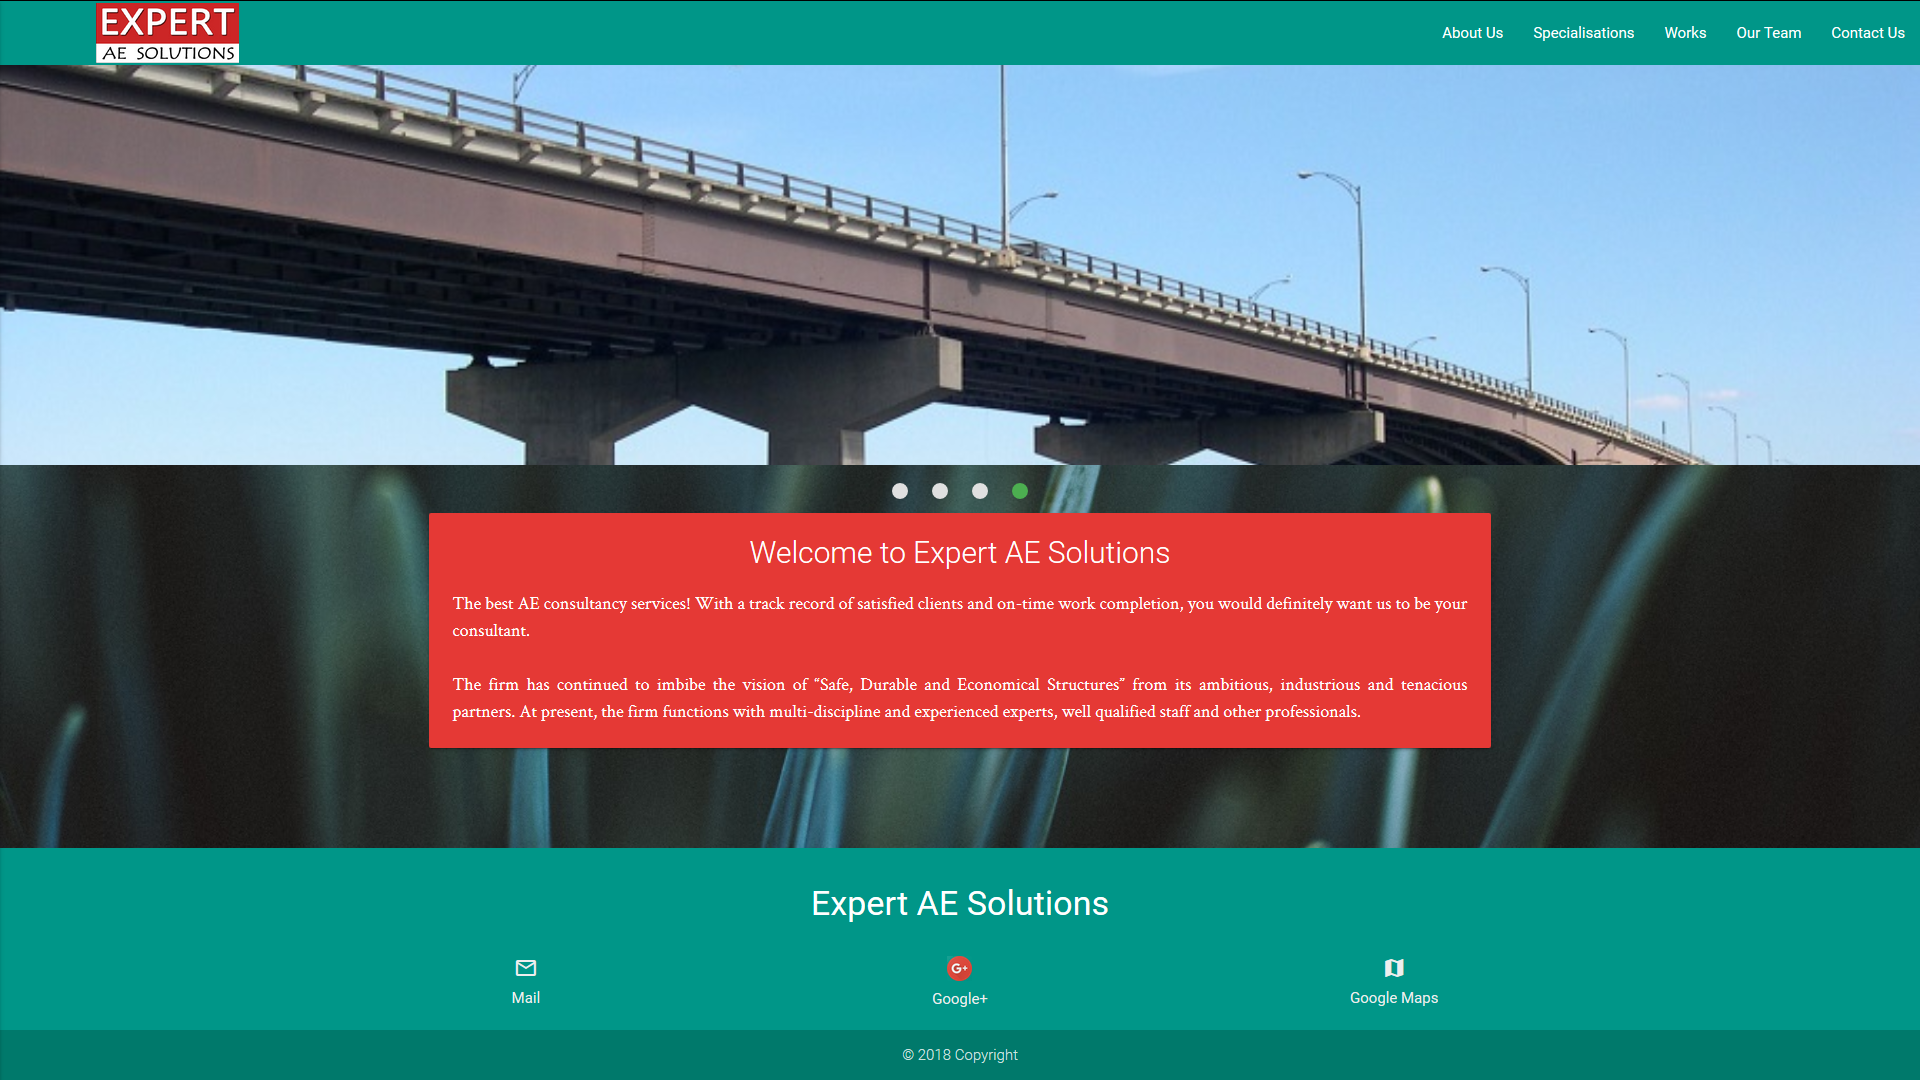 EXPERT
AE SOLUTIONS
About Us
Specialisations
Works
Our Team
Contact Us
Welcome to Expert AE Solutions
The best AE consultancy services! With a track record of satisfied clients and on-time work completion, you would definitely want us to be your
consultant.
The firm has continued to imbibe the vision of “Safe, Durable and Economical Structures” from its ambitious, industrious and tenacious
partners. At present, the firm functions with multi-discipline and experienced experts, well qualified staff and other professionals.
Expert AE Solutions
Mail
G+
Google+
Google Maps
© 2018 Copyright